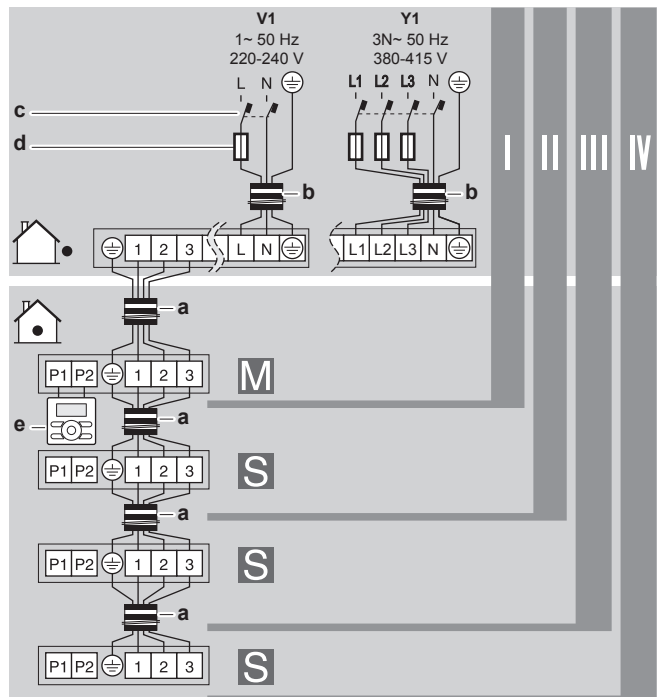 V1 Y1
1~ 50 Hz 3N~ 50 Hz
220-240 V 380-415 V
L N L1 L2 L3 N
c
d
b b
I II III IV
1 2 3 L N L1 L2 L3 N
a
P1 P2 1 2 3 M
e a
P1 P2 1 2 3 S
a
P1 P2 1 2 3 S
a
P1 P2 1 2 3 S